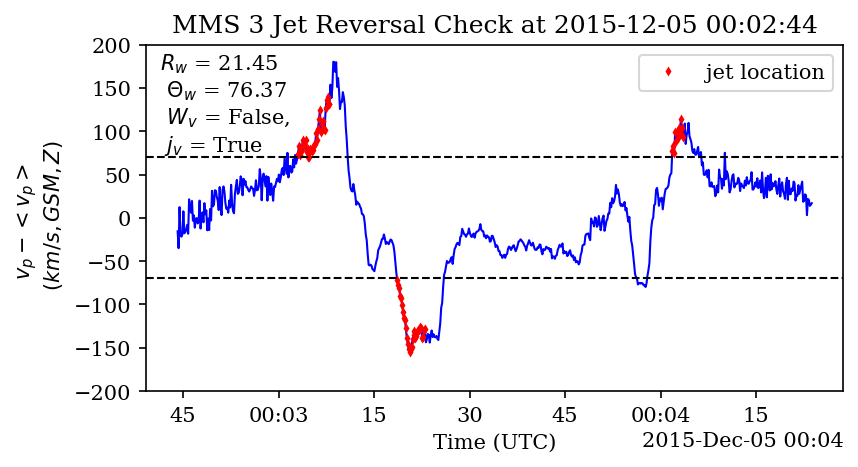 MMS 3 Jet Reversal Check at 2015-12-05 00:02:44
R_w = 21.45
Θ_w = 76.37
W_v = False,
j_v = True
jet location
v_p − < v_p >
(km/s, GSM, Z)
200
150
100
50
0
−50
−100
−150
−200
45 00:03 15 30 45 00:04 15
Time (UTC)
2015-Dec-05 00:04